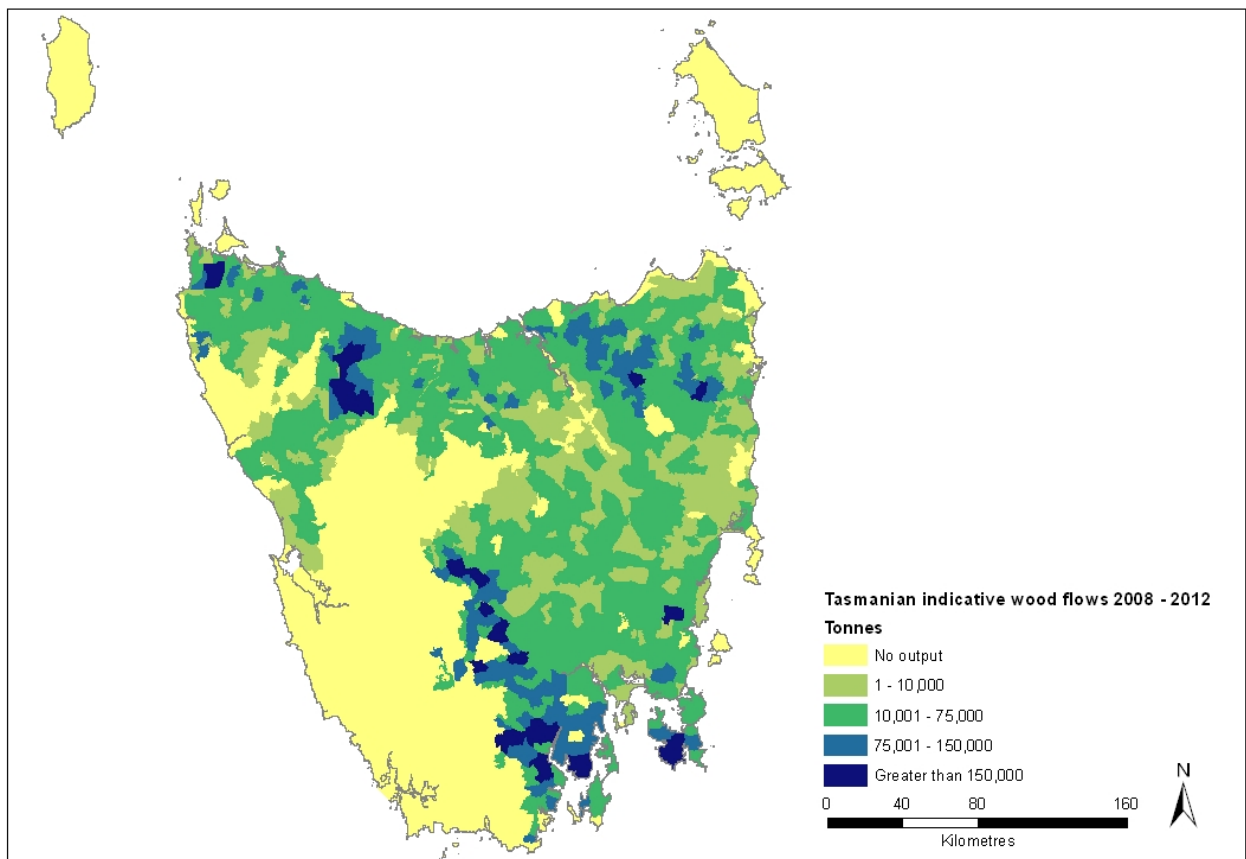 Tasmanian indicative wood flows 2008 - 2012
Tonnes
No output
1 - 10,000
10,001 - 75,000
75,001 - 150,000
Greater than 150,000
N
0 40 80 160
Kilometres